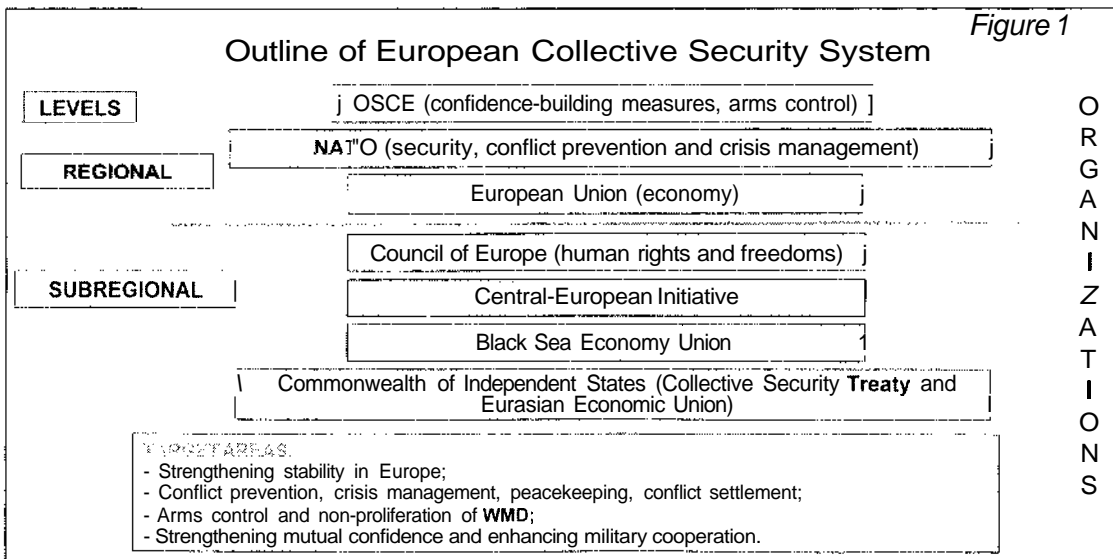 Figure 1
Outline of European Collective Security System
LEVELS
OSCE (confidence-building measures, arms control)
NATO (security, conflict prevention and crisis management)
REGIONAL
European Union (economy)
Council of Europe (human rights and freedoms)
SUBREGIONAL
Central-European Initiative
Black Sea Economy Union
Commonwealth of Independent States (Collective Security Treaty and
Eurasian Economic Union)
TARGET AREAS:
- Strengthening stability in Europe;
- Conflict prevention, crisis management, peacekeeping, conflict settlement;
- Arms control and non-proliferation of WMD;
- Strengthening mutual confidence and enhancing military cooperation.
ORGANIZATIONS